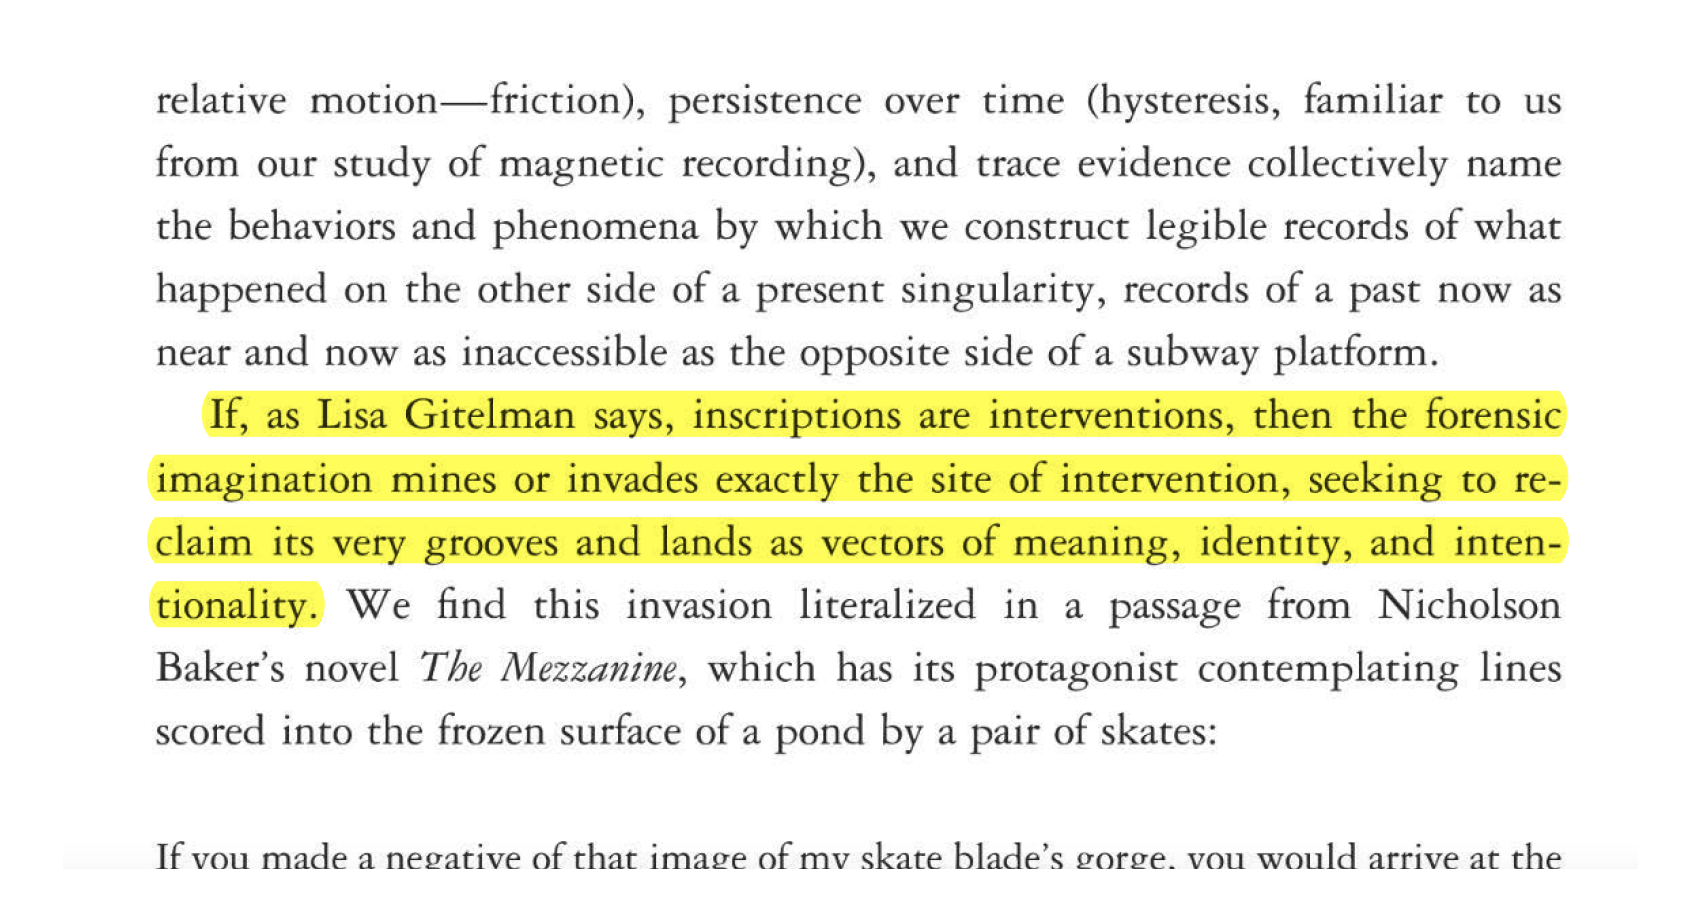 relative motion—friction), persistence over time (hysteresis, familiar to us
from our study of magnetic recording), and trace evidence collectively name
the behaviors and phenomena by which we construct legible records of what
happened on the other side of a present singularity, records of a past now as
near and now as inaccessible as the opposite side of a subway platform.
If, as Lisa Gitelman says, inscriptions are interventions, then the forensic
imagination mines or invades exactly the site of intervention, seeking to re-
claim its very grooves and lands as vectors of meaning, identity, and inten-
tionality. We find this invasion literalized in a passage from Nicholson
Baker’s novel The Mezzanine, which has its protagonist contemplating lines
scored into the frozen surface of a pond by a pair of skates:
If you made a negative of that image of my skate blade’s gorge, you would arrive at the